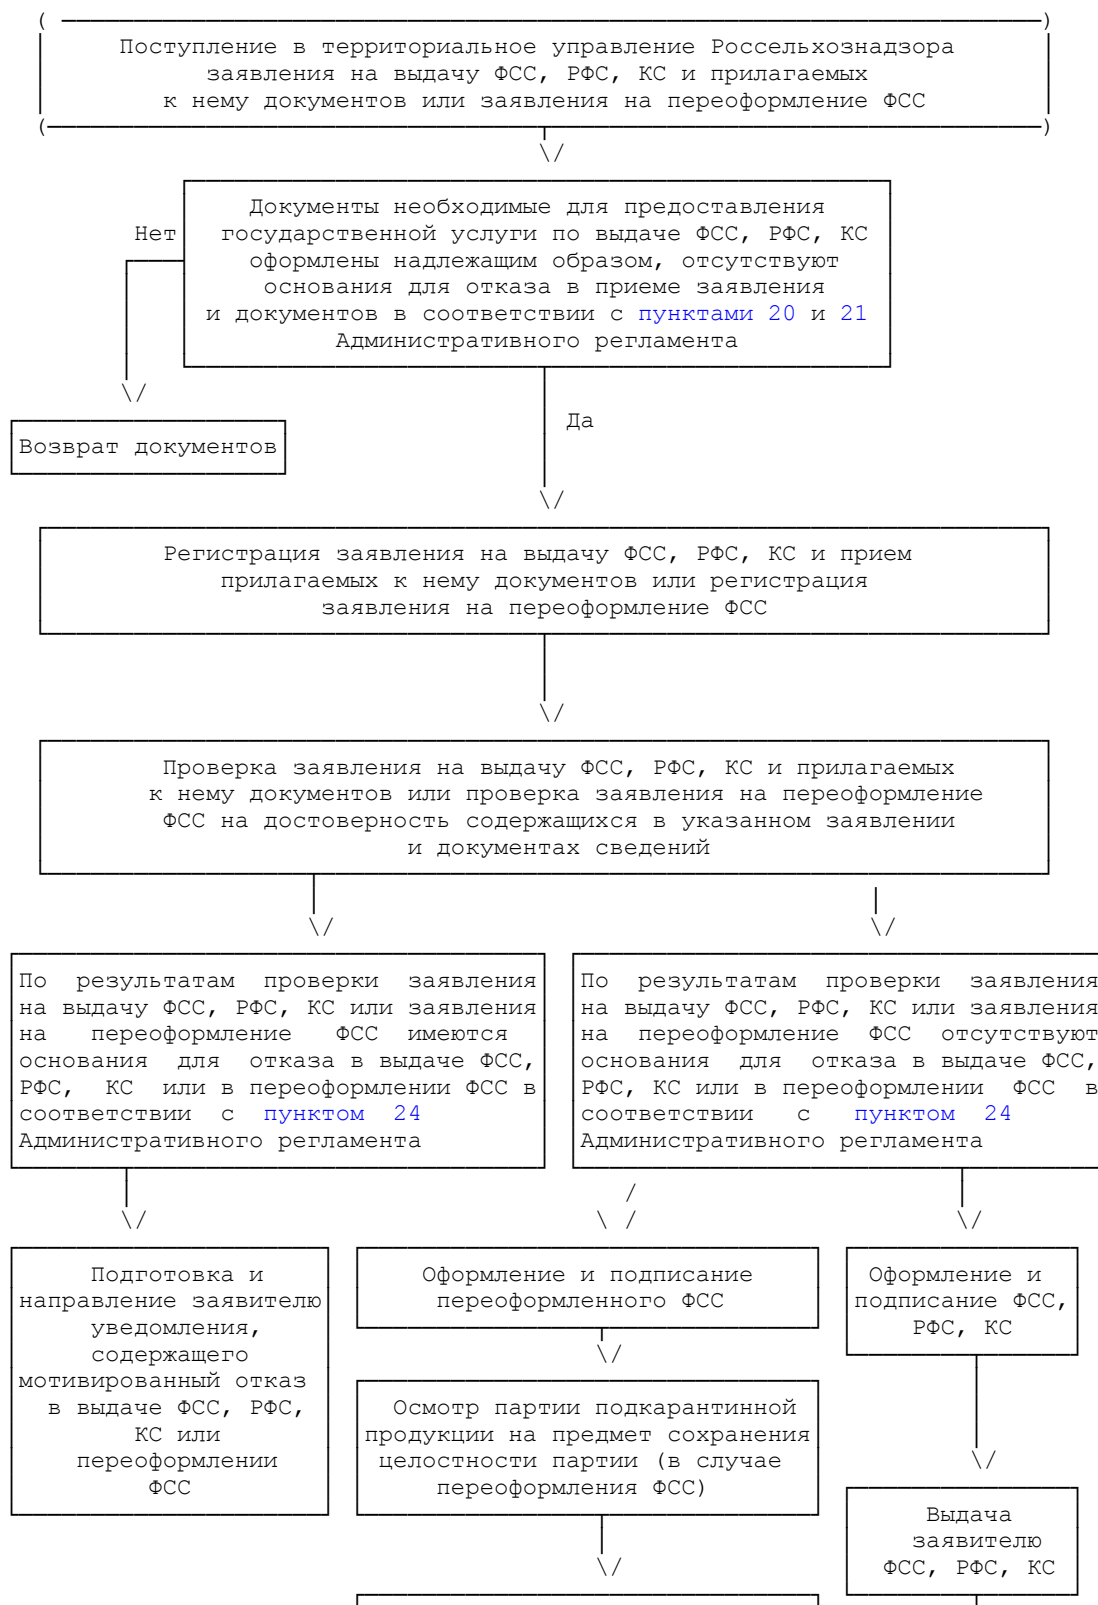 Поступление в территориальное управление Россельхознадзора
заявления на выдачу ФСС, РФС, КС и прилагаемых
к нему документов или заявления на переоформление ФСС
Документы необходимые для предоставления
Нет
государственной услуги по выдаче ФСС, РФС, КС
оформлены надлежащим образом, отсутствуют
основания для отказа в приеме заявления
и документов в соответствии с пунктами 20 и 21
Административного регламента
Да
Возврат документов
Регистрация заявления на выдачу ФСС, РФС, КС и прием
прилагаемых к нему документов или регистрация
заявления на переоформление ФСС
Проверка заявления на выдачу ФСС, РФС, КС и прилагаемых
к нему документов или проверка заявления на переоформление
ФСС на достоверность содержащихся в указанном заявлении
и документах сведений
По результатам проверки заявления
на выдачу ФСС, РФС, КС или заявления
на переоформление ФСС имеются
основания для отказа в выдаче ФСС,
РФС, КС или в переоформлении ФСС в
соответствии с пунктом 24
Административного регламента
По результатам проверки заявления
на выдачу ФСС, РФС, КС или заявления
на переоформление ФСС отсутствуют
основания для отказа в выдаче ФСС,
РФС, КС или в переоформлении ФСС в
соответствии с пунктом 24
Административного регламента
Подготовка и
направление заявителю
уведомления,
содержащего
мотивированный отказ
в выдаче ФСС, РФС,
КС или
переоформлении
ФСС
Оформление и подписание
переоформленного ФСС
Осмотр партии подкарантинной
продукции на предмет сохранения
целостности партии (в случае
переоформления ФСС)
Оформление и
подписание ФСС,
РФС, КС
Выдача
заявителю
ФСС, РФС, КС